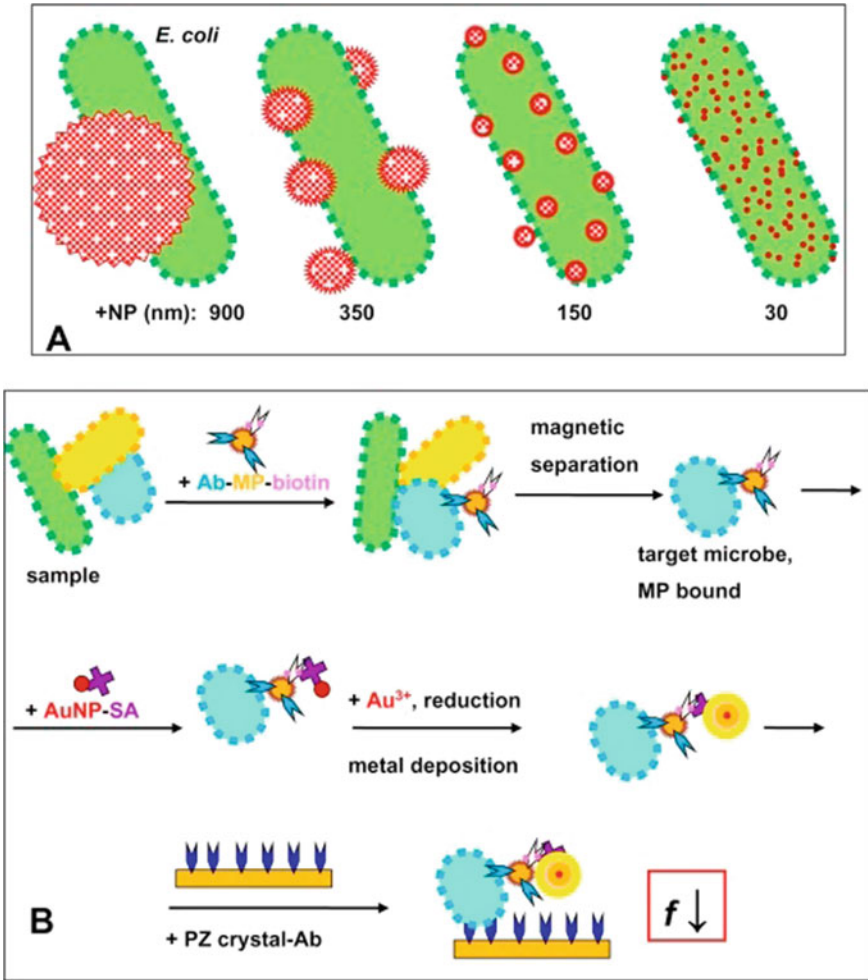 E. coli
+NP (nm): 900 350 150 30
A
+ Ab-MP-biotin
magnetic
separation
sample
target microbe,
MP bound
+ AuNP-SA
+ Au³⁺, reduction
metal deposition
B
+ PZ crystal-Ab
f ↓